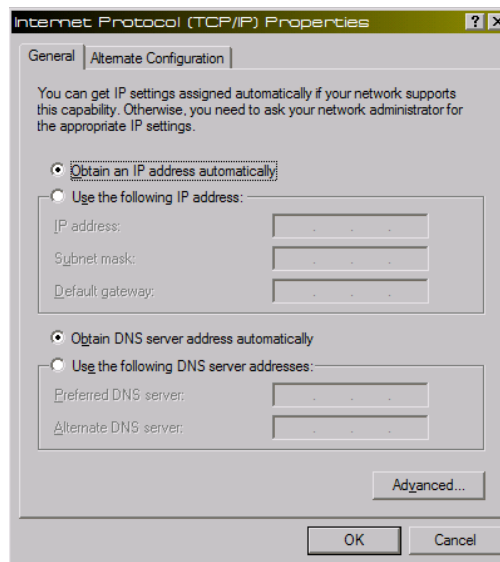 Internet Protocol (TCP/IP) Properties
General
Alternate Configuration
You can get IP settings assigned automatically if your network supports
this capability. Otherwise, you need to ask your network administrator for
the appropriate IP settings.
Obtain an IP address automatically
Use the following IP address:
IP address:
Subnet mask:
Default gateway:
Obtain DNS server address automatically
Use the following DNS server addresses:
Preferred DNS server:
Alternate DNS server:
Advanced...
OK
Cancel